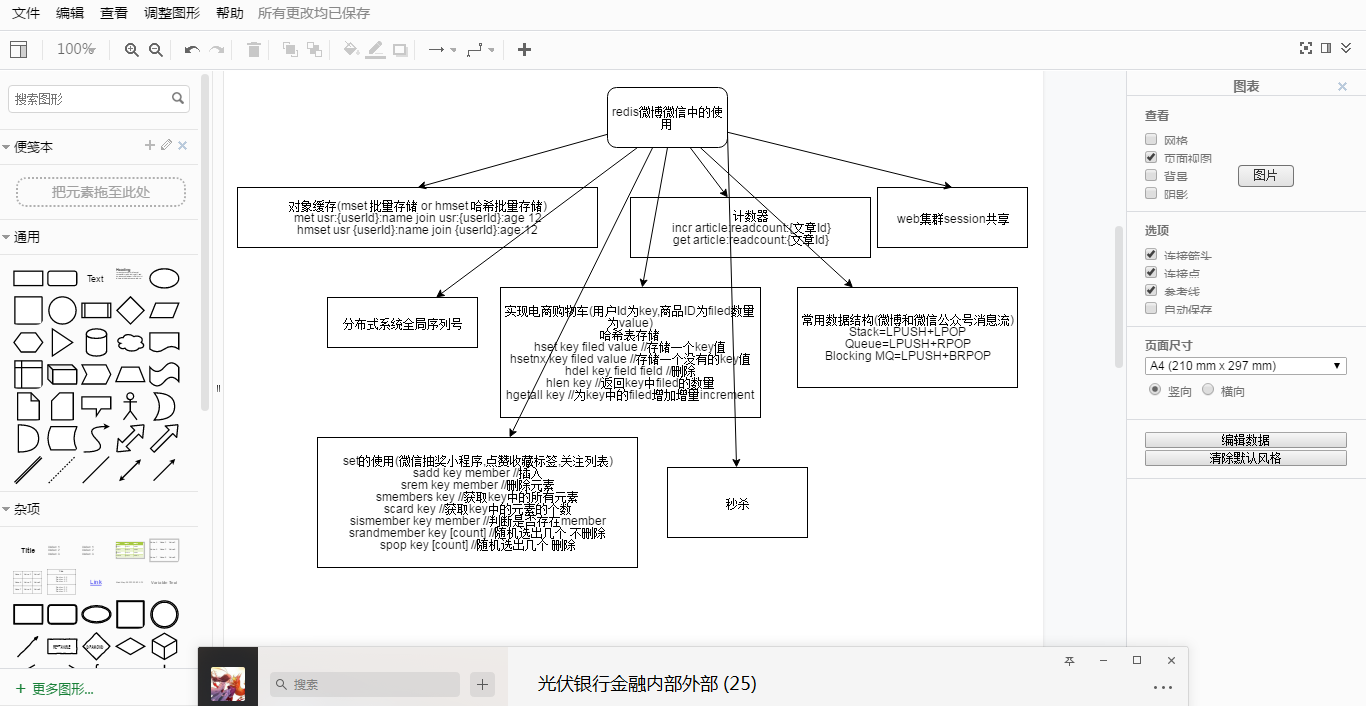 文件 编辑 查看 调整图形 帮助 所有更改均已保存
100%
搜索图形
便笺本
把元素拖至此处
通用
Text
Heading
杂项
Title
Link
更多图形...
redis微博微信中的使
用
对象缓存(mset批量存储 or hmset哈希批量存储)
met usr:{userId}:name join usr:{userId}:age 12
hmset usr {userId}:name join {userId}:age:12
计数器
incr article:readcount:{文章Id}
get article:readcount:{文章Id}
web集群session共享
分布式系统全局序列号
实现电商购物车(用户Id为key,商品ID为filed数量
为value)
哈希表存储
hset key filed value //存储一个key值
hsetnx key filed value //存储一个没有的key值
hdel key field field //删除
hlen key //返回key中filed的数量
hgetall key //为key中的filed增加增量increment
常用数据结构(微博和微信公众号消息流)
Stack=LPUSH+LPOP
Queue=LPUSH+RPOP
Blocking MQ=LPUSH+BRPOP
set的使用(微信抽奖小程序,点赞收藏标签,关注列表)
sadd key member //插入
srem key member //删除元素
smembers key //获取key中的所有元素
scard key //获取key中的元素的个数
sismember key member //判断是否存在member
srandmember key [count] //随机选出几个 不删除
spop key [count] //随机选出几个 删除
秒杀
图表
查看
网格
页面视图
背景
阴影
图片
选项
连接箭头
连接点
参考线
自动保存
页面尺寸
A4 (210 mm x 297 mm)
竖向 横向
编辑数据
清除默认风格
搜索
光伏银行金融内部外部 (25)